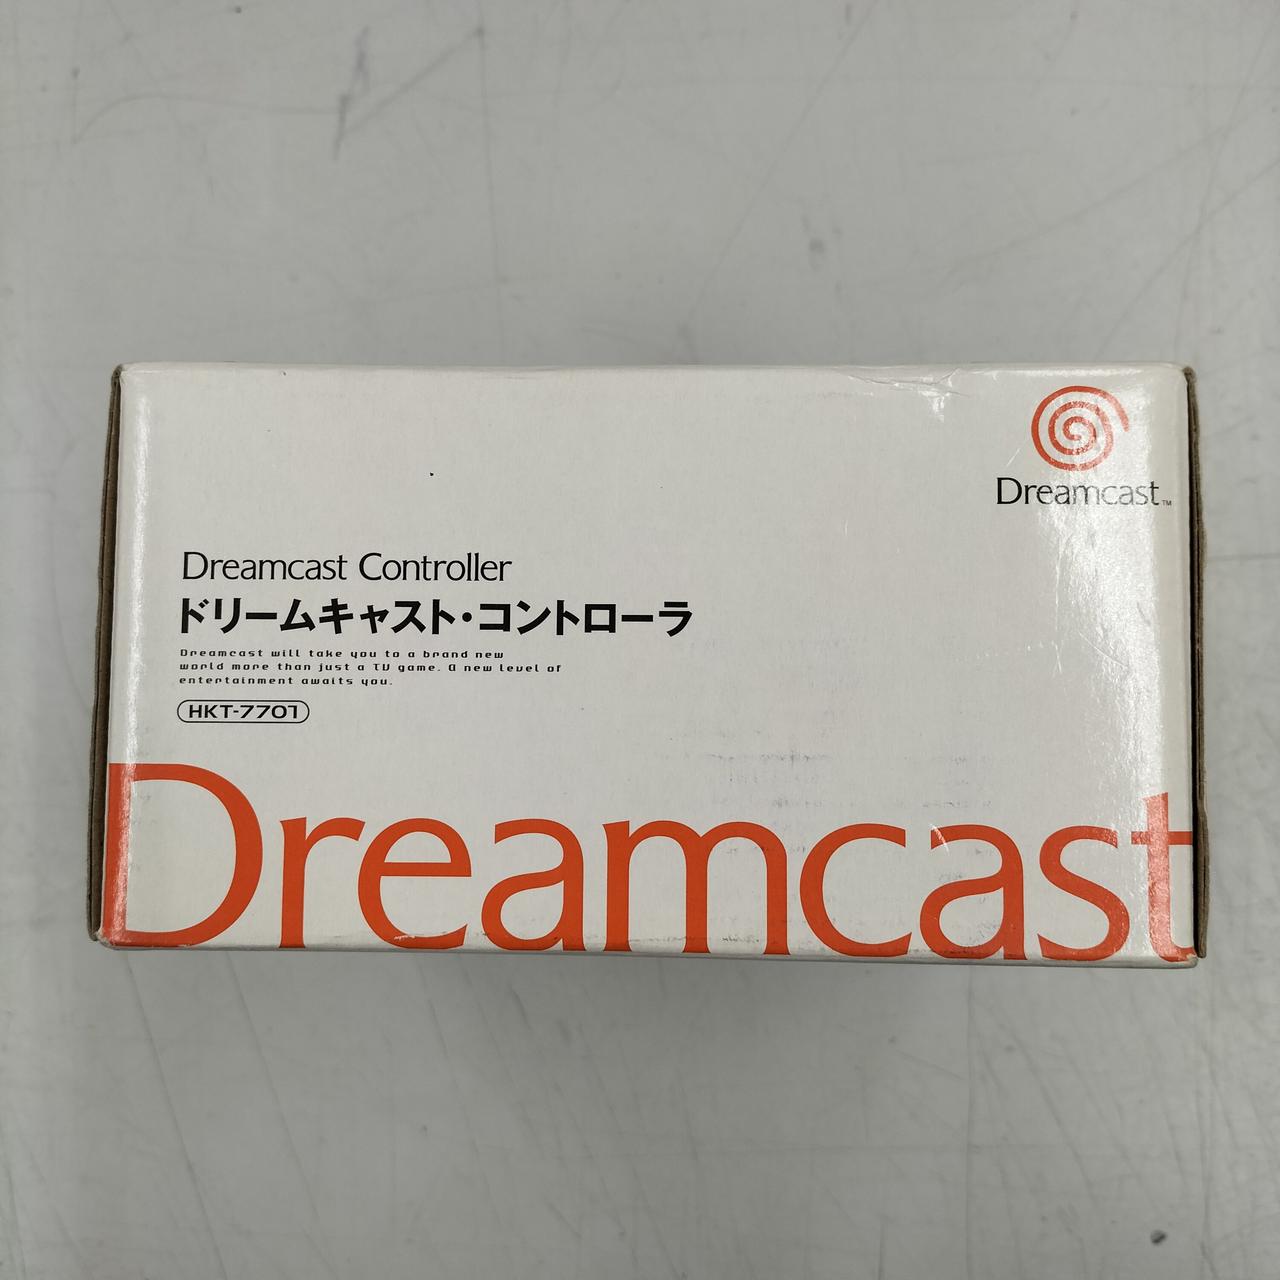 Dreamcast™
Dreamcast Controller
ドリームキャスト・コントローラ
Dreamcast will take you to a brand new
world more than just a TV game. A new level of
entertainment awaits you.
HKT-7701
Dreamcast